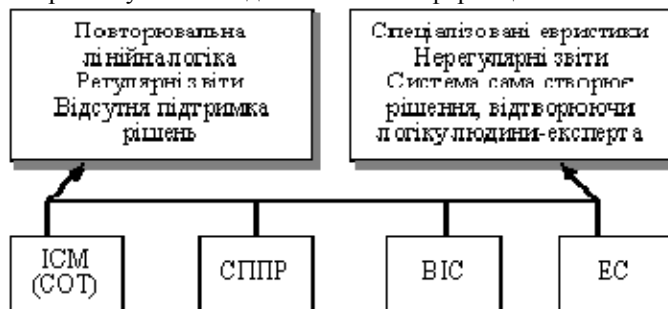 Повторювальна
лінійна логіка
Регулярні звіти
Відсутня підтримка
рішень
Спеціалізовані евристики
Нерегулярні звіти
Система сама створює
рішення, відтворюючи
логіку людини-експерта
ІСМ
(СОТ)
СППР
ВІС
ЕС